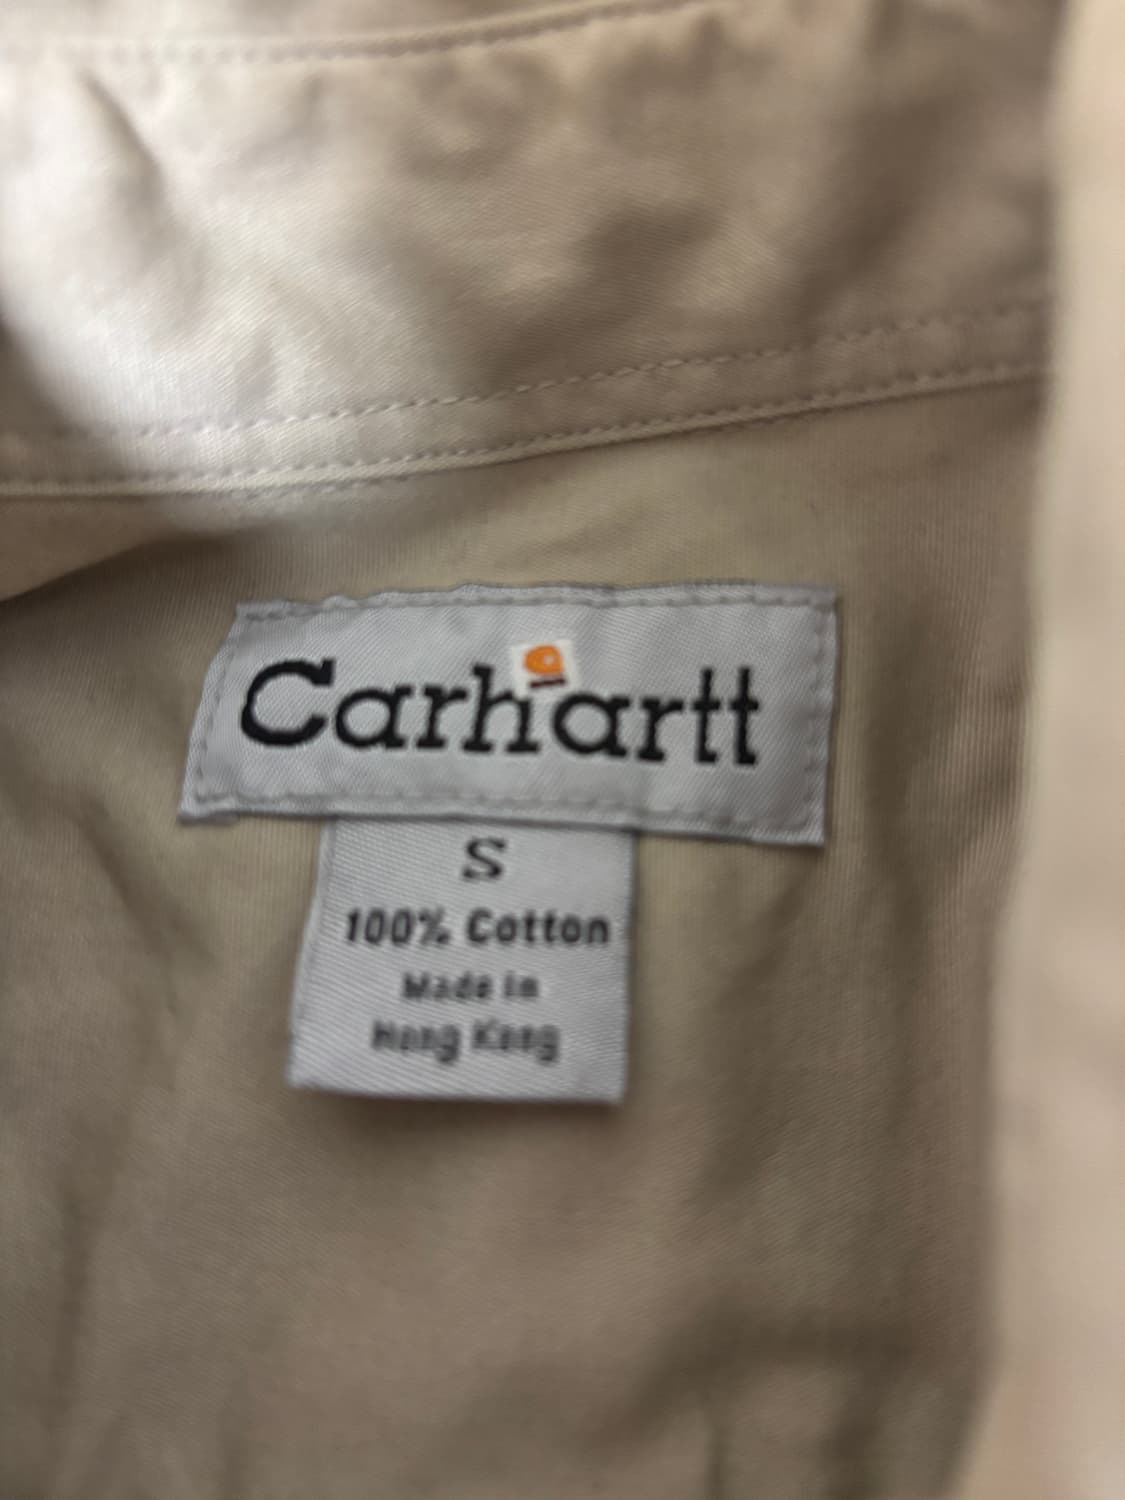 Carhartt
S
100% Cotton
Made in
Hong Kong